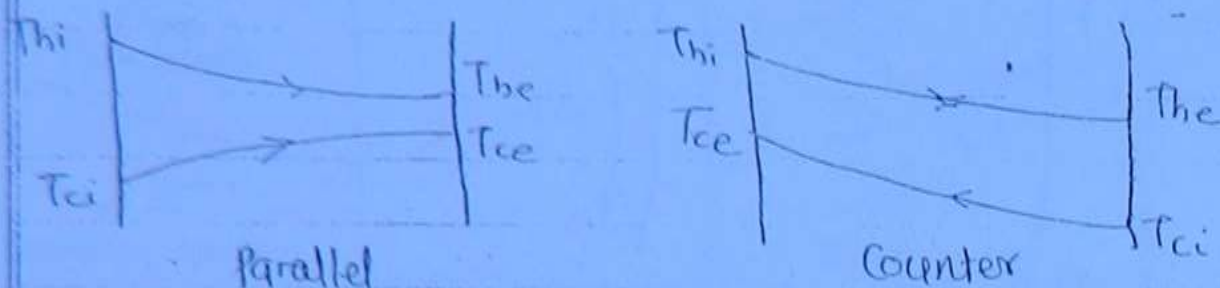 Thi
The
Tce
Tci
Parallel
Thi
Tce
The
Tci
Counter